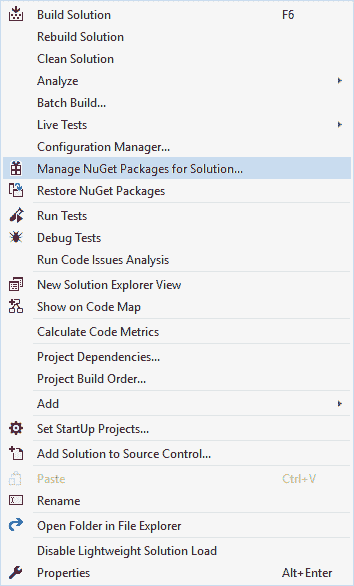 Build Solution F6
Rebuild Solution
Clean Solution
Analyze
Batch Build...
Live Tests
Configuration Manager...
Manage NuGet Packages for Solution...
Restore NuGet Packages
Run Tests
Debug Tests
Run Code Issues Analysis
New Solution Explorer View
Show on Code Map
Calculate Code Metrics
Project Dependencies...
Project Build Order...
Add
Set StartUp Projects...
Add Solution to Source Control...
Paste Ctrl+V
Rename
Open Folder in File Explorer
Disable Lightweight Solution Load
Properties Alt+Enter